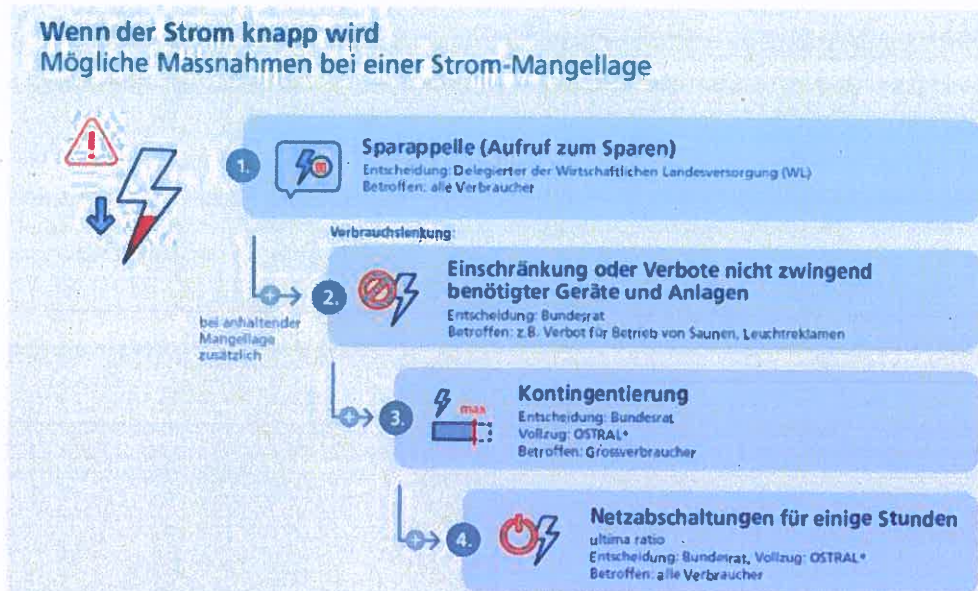 Wenn der Strom knapp wird
Mögliche Massnahmen bei einer Strom-Mangellage
1.
Sparappelle (Aufruf zum Sparen)
Entscheidung: Delegierter der Wirtschaftlichen Landesversorgung (WL)
Betroffen: alle Verbraucher
Verbrauchslenkung:
bei anhaltender
Mangellage
zusätzlich
2.
Einschränkung oder Verbote nicht zwingend
benötigter Geräte und Anlagen
Entscheidung: Bundesrat
Betroffen: z.B. Verbot für Betrieb von Saunen, Leuchtreklamen
3.
max
Kontingentierung
Entscheidung: Bundesrat
Vollzug: OSTRAL*
Betroffen: Grossverbraucher
4.
Netzabschaltungen für einige Stunden
ultima ratio
Entscheidung: Bundesrat, Vollzug: OSTRAL*
Betroffen: alle Verbraucher